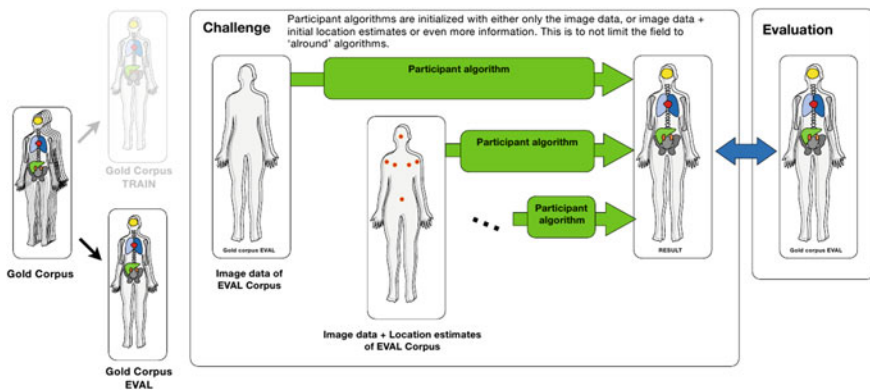 Challenge
Participant algorithms are initialized with either only the image data, or image data +
initial location estimates or even more information. This is to not limit the field to
'alround' algorithms.
Evaluation
Participant algorithm
Participant algorithm
Participant
algorithm
Gold Corpus
TRAIN
Gold Corpus
Gold corpus EVAL
Image data of
EVAL Corpus
RESULT
Gold corpus EVAL
Image data + Location estimates
of EVAL Corpus
Gold Corpus
EVAL